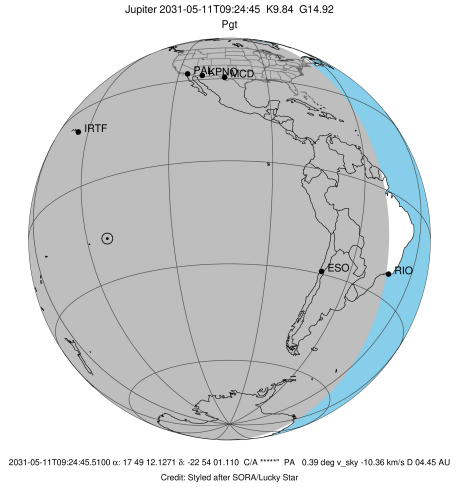 Jupiter 2031-05-11T09:24:45  K9.84  G14.92
Pgt
PAL KPNO MCD
IRTF
ESO
RIO
2031-05-11T09:24:45.5100 α: 17 49 12.1271 δ: -22 54 01.110  C/A *****"  PA   0.39 deg v_sky -10.36 km/s D 04.45 AU
Credit: Styled after SORA/Lucky Star